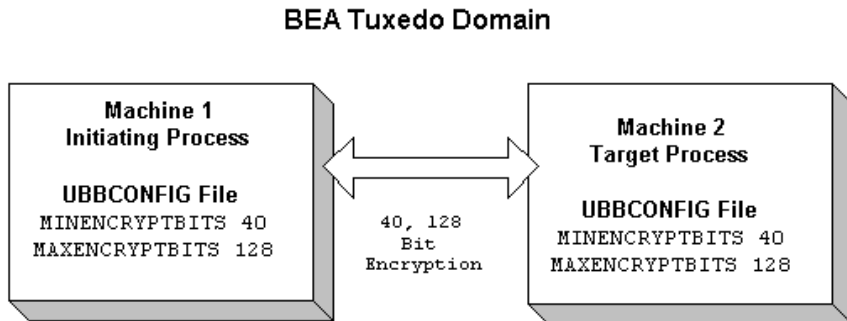 BEA Tuxedo Domain
Machine 1
Initiating Process
UBBCONFIG File
MINENCRYPTBITS 40
MAXENCRYPTBITS 128
40, 128
Bit
Encryption
Machine 2
Target Process
UBBCONFIG File
MINENCRYPTBITS 40
MAXENCRYPTBITS 128